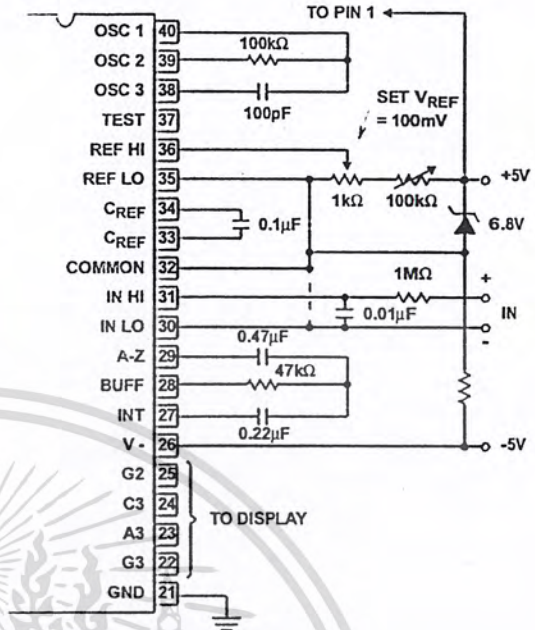 TO PIN 1
OSC 1 40
100kΩ
OSC 2 39
OSC 3 38
100pF
SET VREF
= 100mV
TEST 37
REF HI 36
REF LO 35
1kΩ
100kΩ
+5V
CREF 34
0.1µF
6.8V
CREF 33
COMMON 32
1MΩ
+
IN HI 31
0.01µF
IN
IN LO 30
-
0.47µF
A-Z 29
47kΩ
BUFF 28
INT 27
0.22µF
V - 26
-5V
G2 25
C3 24
TO DISPLAY
A3 23
G3 22
GND 21